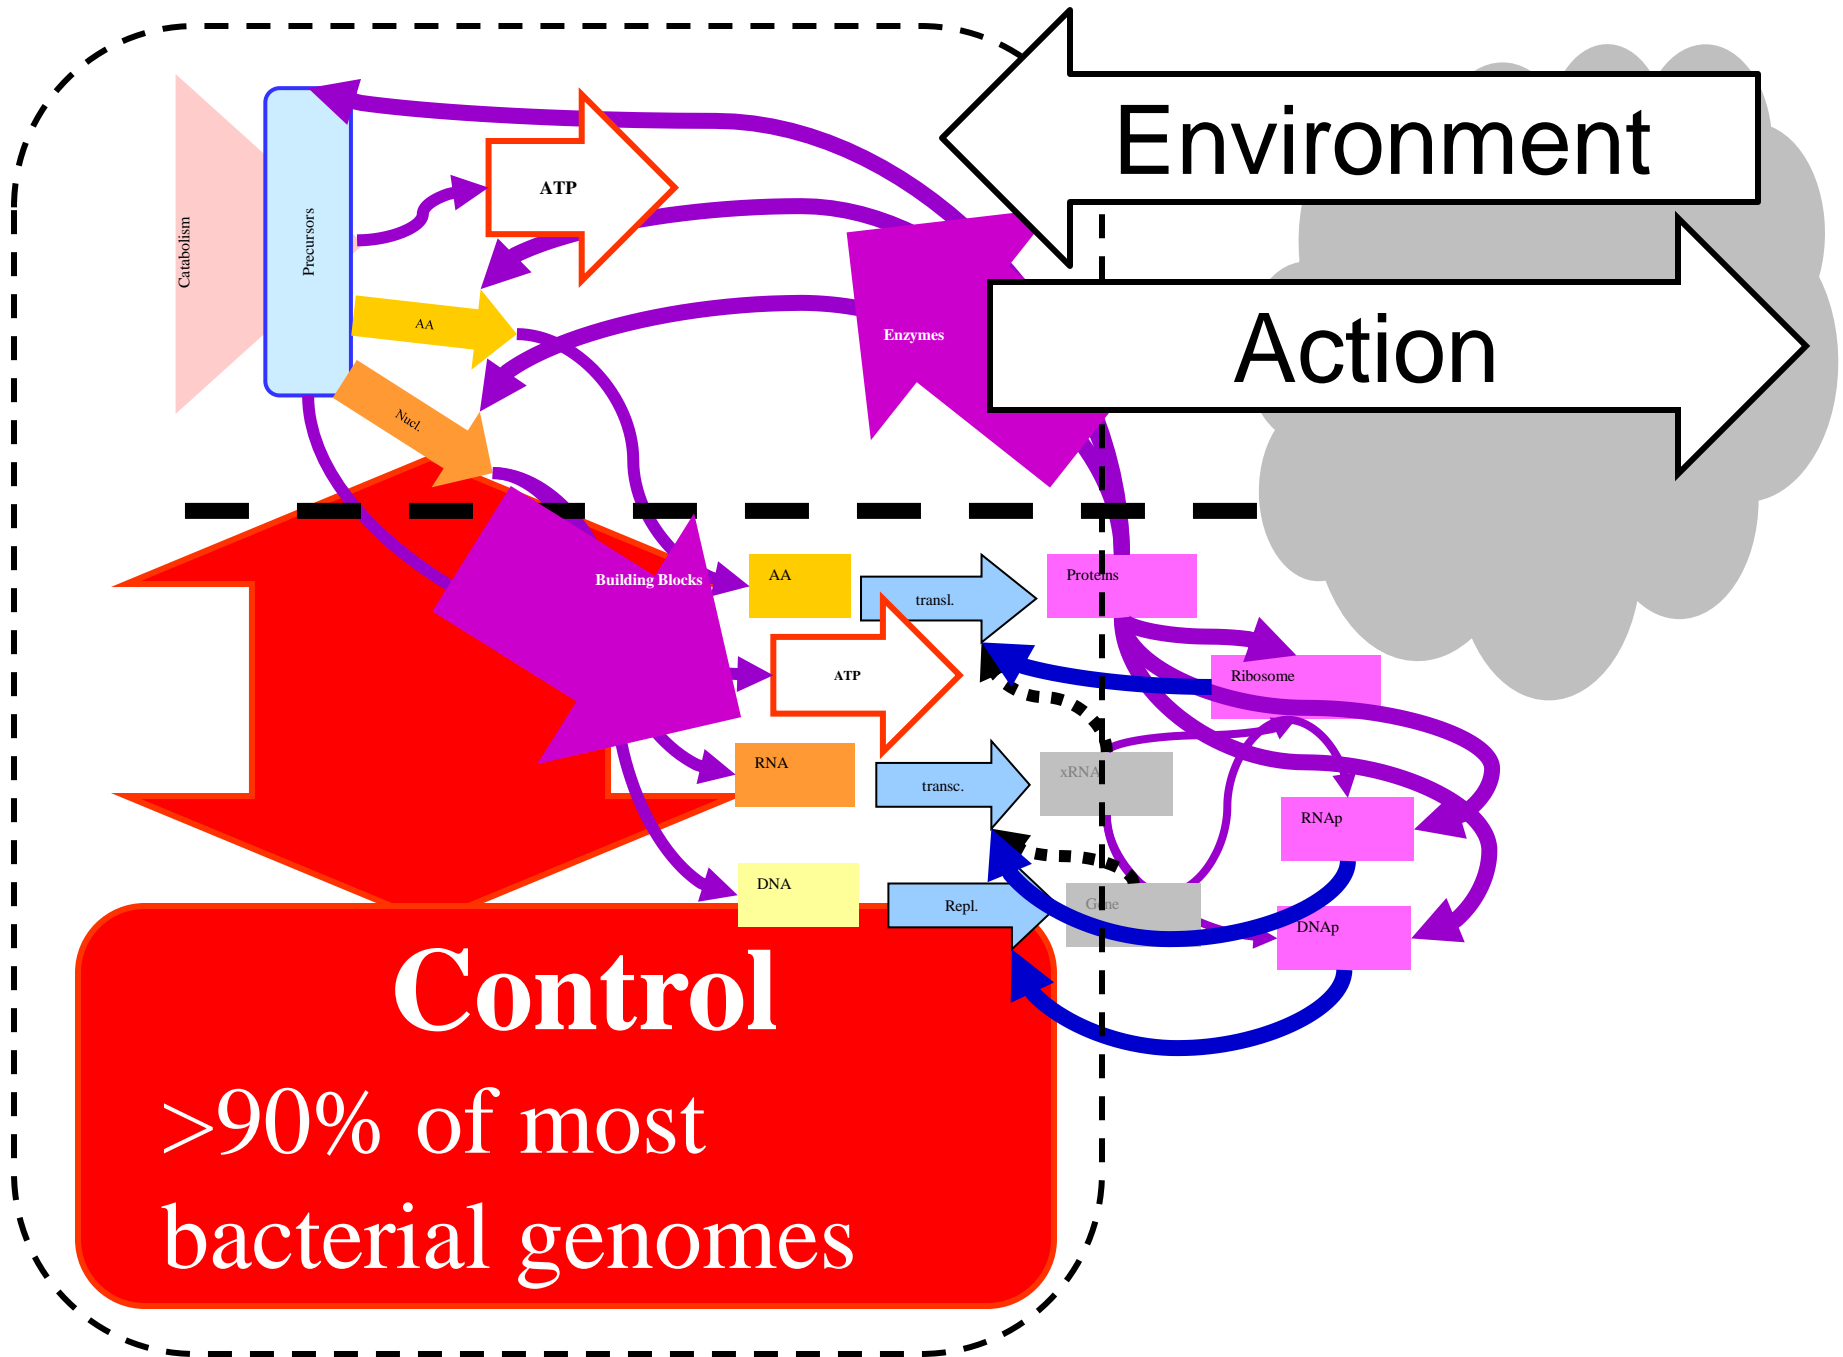 Environment
ATP
Catabolism
Precursors
AA
Enzymes
Action
Nucl.
Building Blocks
AA
transl.
Proteins
ATP
Ribosome
RNA
transc.
xRNA
RNAp
DNA
Repl.
Gene
DNAp
Control
>90% of most
bacterial genomes